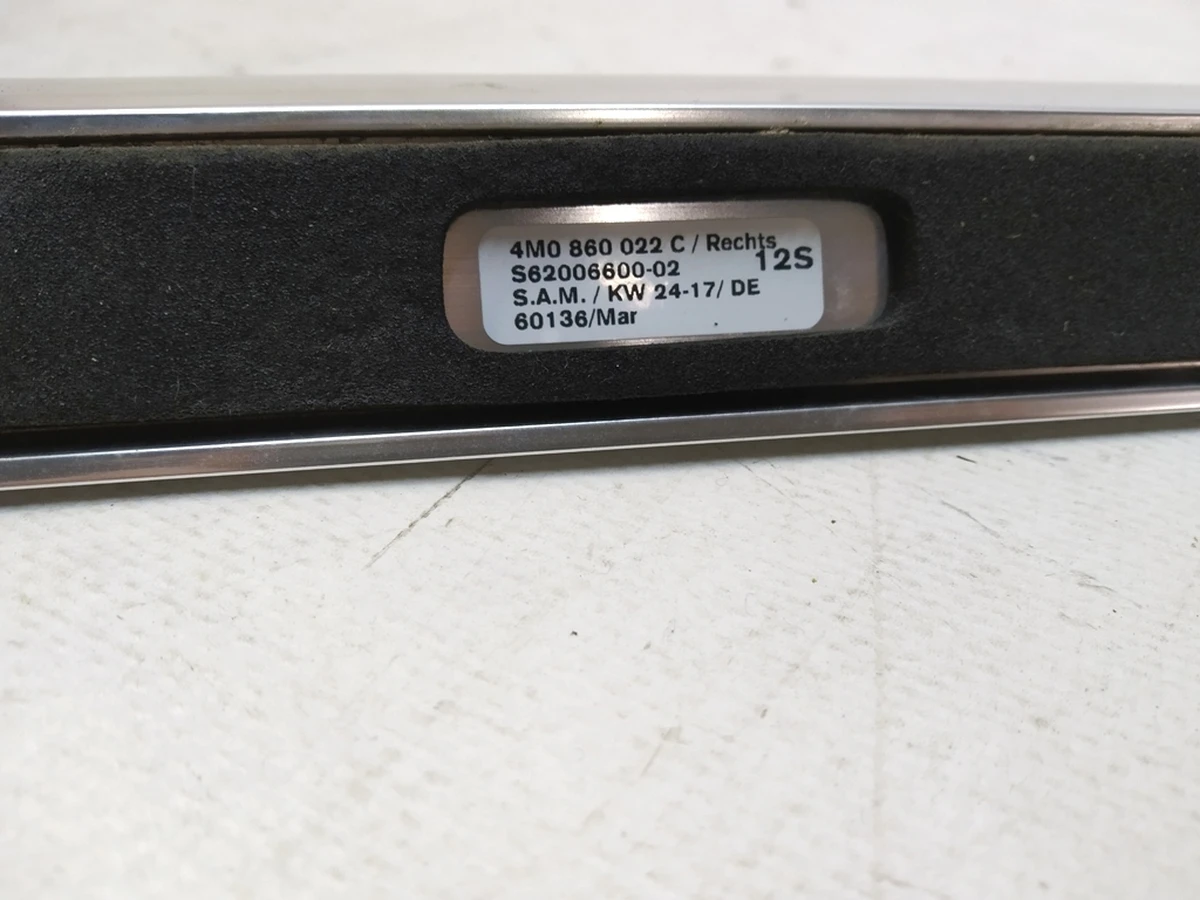 4M0 860 022 C / Rechts
12S
S62006600-02
S.A.M. / KW 24-17/ DE
60136/Mar